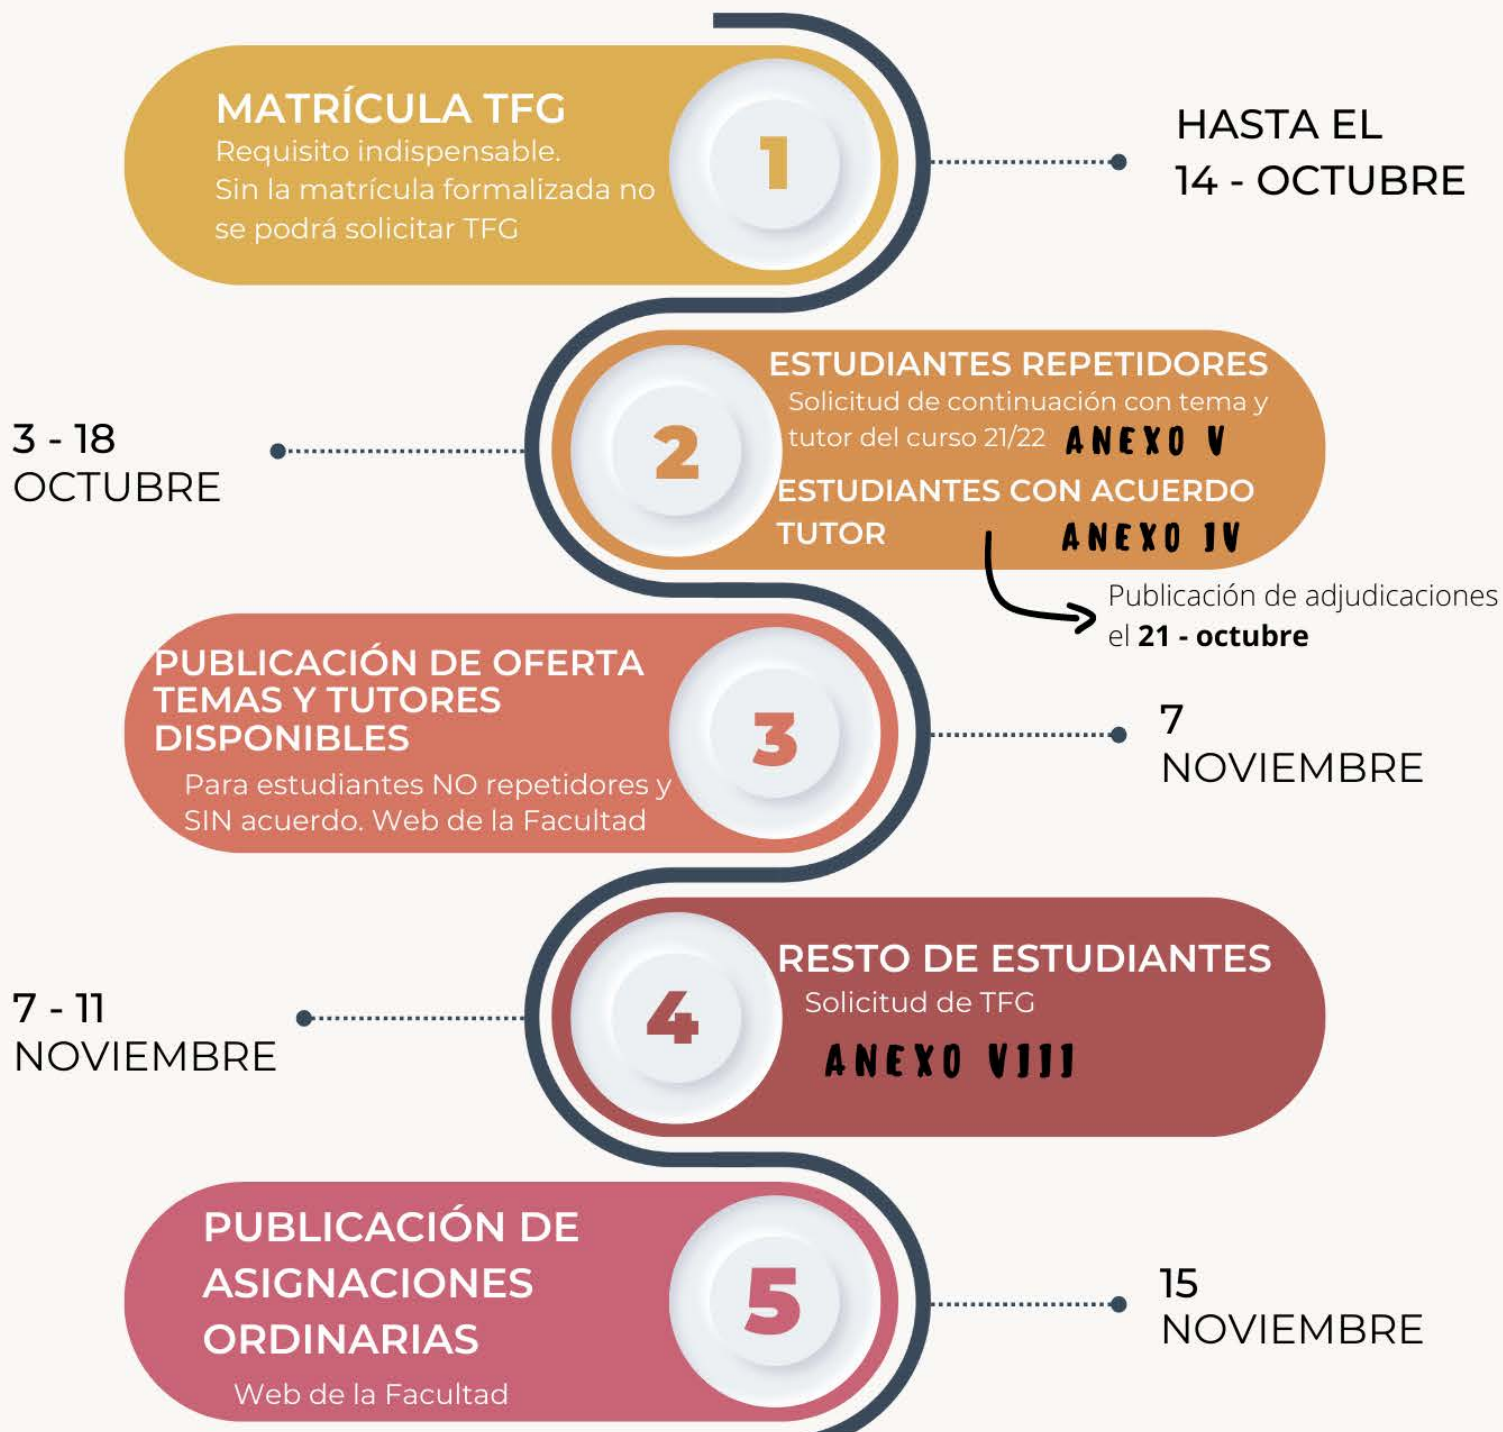 MATRÍCULA TFG
Requisito indispensable.
Sin la matrícula formalizada no
se podrá solicitar TFG
1
HASTA EL
14 - OCTUBRE
3 - 18
OCTUBRE
2
ESTUDIANTES REPETIDORES
Solicitud de continuación con tema y
tutor del curso 21/22 ANEXO V
ESTUDIANTES CON ACUERDO
TUTOR ANEXO IV
Publicación de adjudicaciones
el 21 - octubre
PUBLICACIÓN DE OFERTA
TEMAS Y TUTORES
DISPONIBLES
Para estudiantes NO repetidores y
SIN acuerdo. Web de la Facultad
3
7
NOVIEMBRE
7 - 11
NOVIEMBRE
4
RESTO DE ESTUDIANTES
Solicitud de TFG
ANEXO VIII
PUBLICACIÓN DE
ASIGNACIONES
ORDINARIAS
Web de la Facultad
5
15
NOVIEMBRE